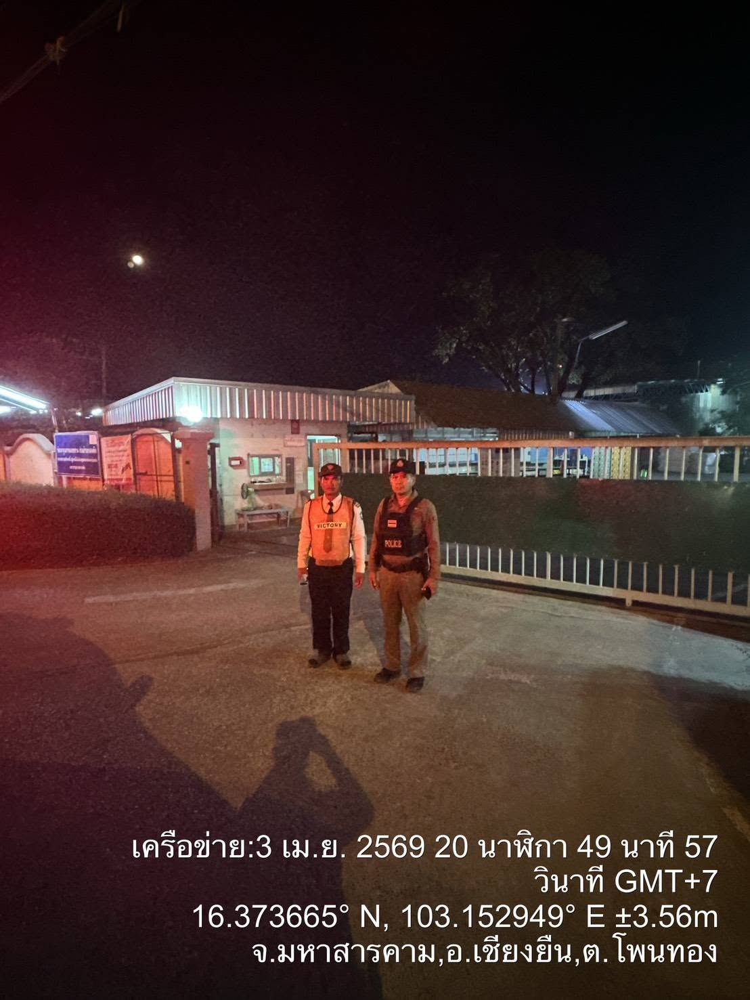 VICTORY
POLICE
เครือข่าย:3 เม.ย. 2569 20 นาฬิกา 49 นาที 57
วินาที GMT+7
16.373665° N, 103.152949° E ±3.56m
จ.มหาสารคาม,อ.เชียงยืน,ต.โพนทอง